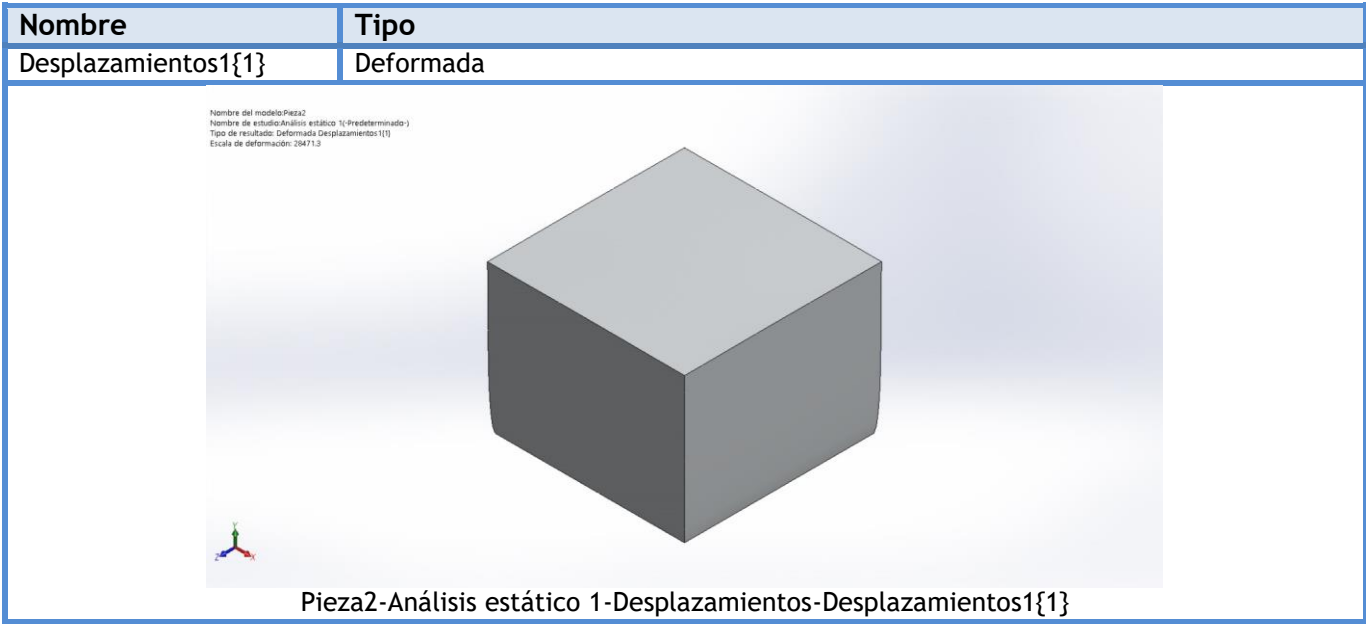 Nombre Tipo
Desplazamientos1{1} Deformada
Nombre del modelo:Pieza2
Nombre de estudio:Análisis estático 1(-Predeterminado-)
Tipo de resultado: Deformada Desplazamientos1{1}
Escala de deformación: 28471.3
Y
Z X
Pieza2-Análisis estático 1-Desplazamientos-Desplazamientos1{1}